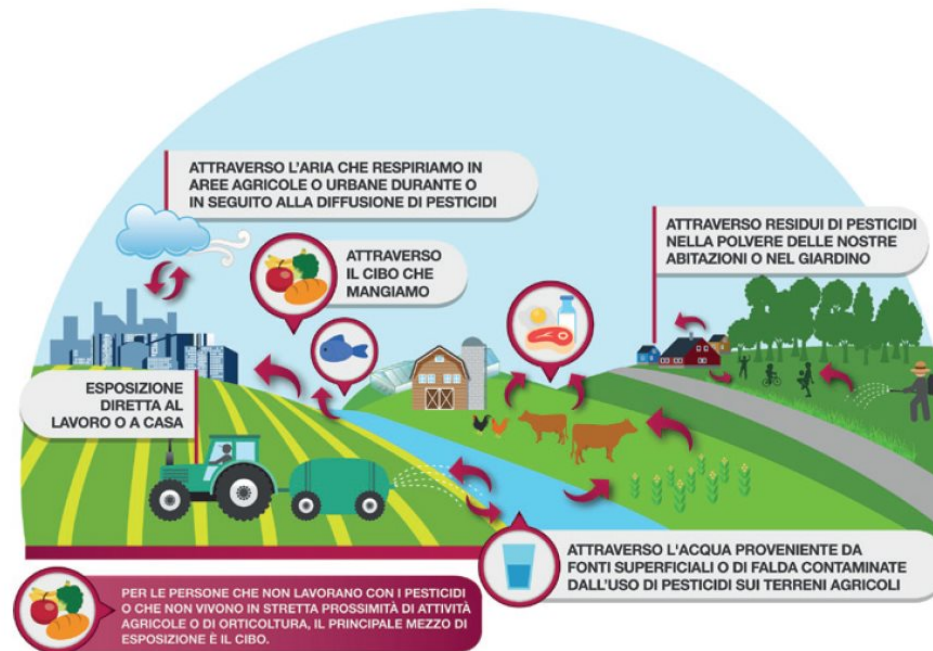 ATTRAVERSO L'ARIA CHE RESPIRIAMO IN
AREE AGRICOLE O URBANE DURANTE O
IN SEGUITO ALLA DIFFUSIONE DI PESTICIDI
ATTRAVERSO
IL CIBO CHE
MANGIAMO
ATTRAVERSO RESIDUI DI PESTICIDI
NELLA POLVERE DELLE NOSTRE
ABITAZIONI O NEL GIARDINO
ESPOSIZIONE
DIRETTA AL
LAVORO O A CASA
ATTRAVERSO L'ACQUA PROVENIENTE DA
FONTI SUPERFICIALI O DI FALDA CONTAMINATE
DALL'USO DI PESTICIDI SUI TERRENI AGRICOLI
PER LE PERSONE CHE NON LAVORANO CON I PESTICIDI
O CHE NON VIVONO IN STRETTA PROSSIMITÀ DI ATTIVITÀ
AGRICOLE O DI ORTICOLTURA, IL PRINCIPALE MEZZO DI
ESPOSIZIONE È IL CIBO.